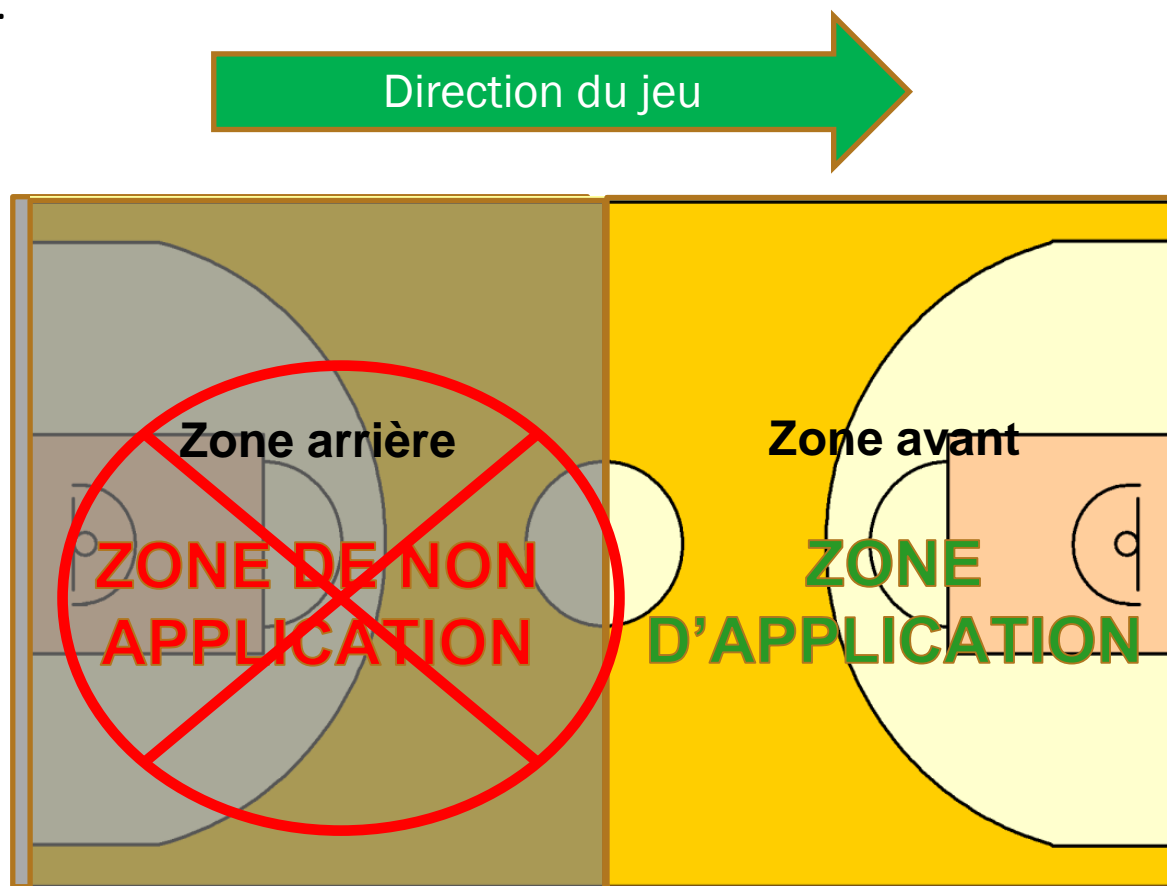 Direction du jeu
Zone arrière
Zone avant
ZONE DE NON
APPLICATION
ZONE
D’APPLICATION